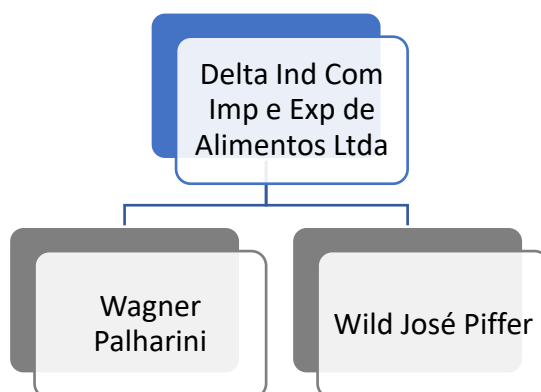 Delta Ind Com
Imp e Exp de
Alimentos Ltda
Wagner
Palharini
Wild José Piffer